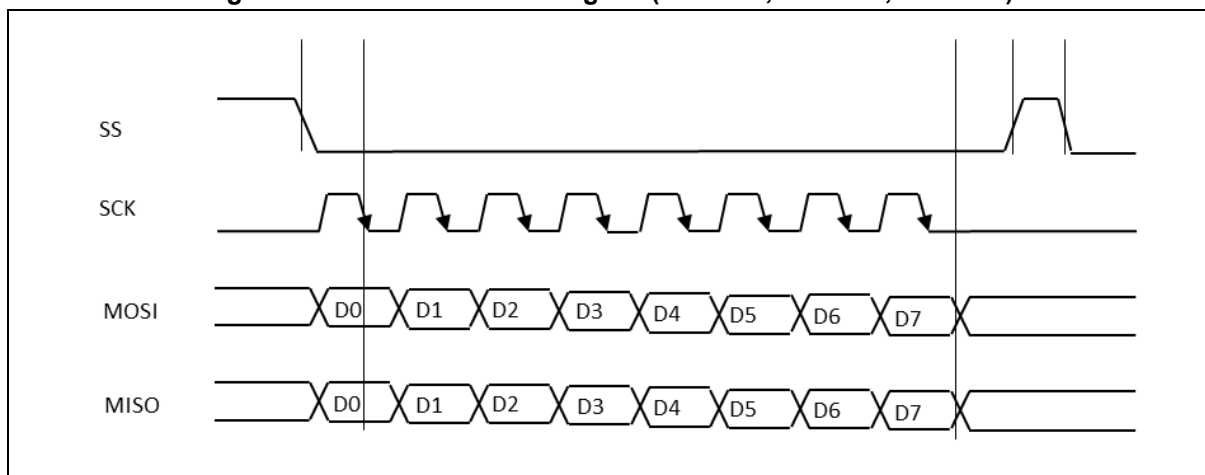 SS
SCK
MOSI D0 D1 D2 D3 D4 D5 D6 D7
MISO D0 D1 D2 D3 D4 D5 D6 D7